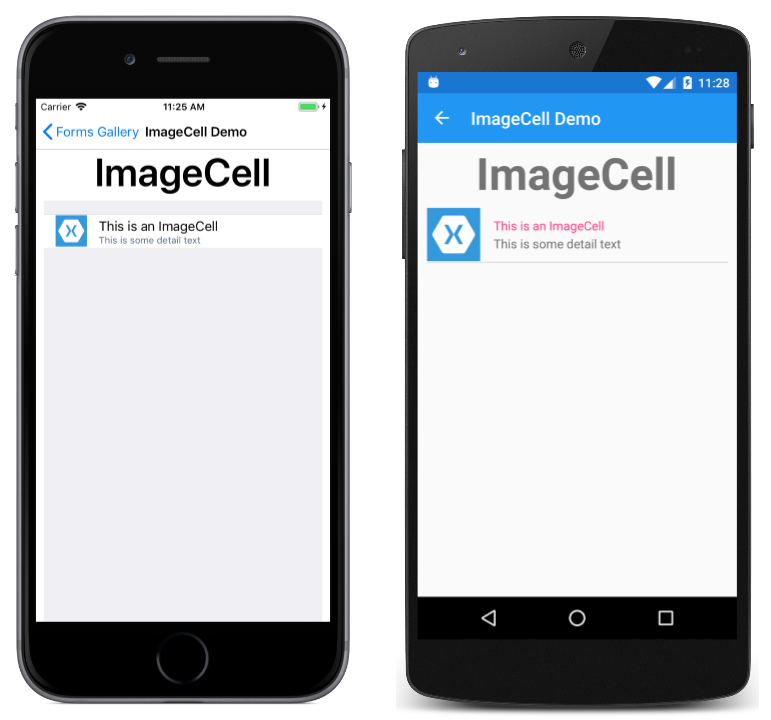 Carrier 11:25 AM
Forms Gallery ImageCell Demo
ImageCell
This is an ImageCell
This is some detail text
11:28
ImageCell Demo
ImageCell
This is an ImageCell
This is some detail text